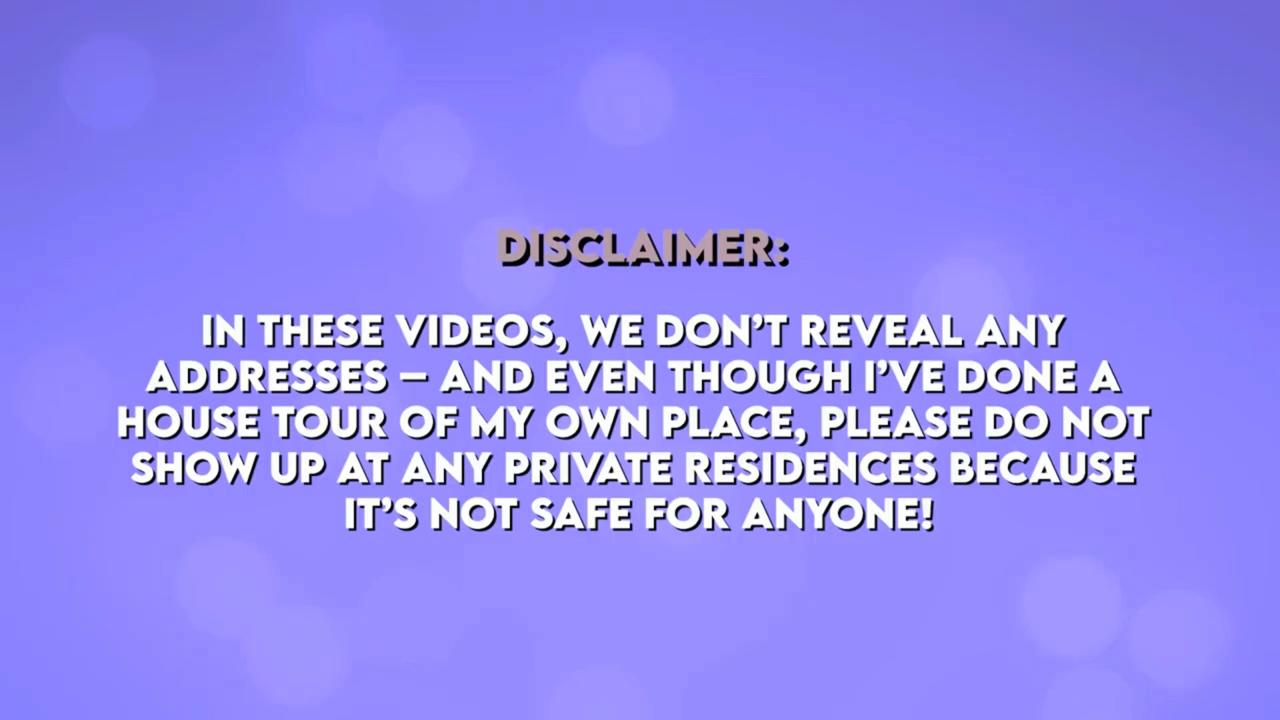 DISCLAIMER:
IN THESE VIDEOS, WE DON'T REVEAL ANY
ADDRESSES – AND EVEN THOUGH I'VE DONE A
HOUSE TOUR OF MY OWN PLACE, PLEASE DO NOT
SHOW UP AT ANY PRIVATE RESIDENCES BECAUSE
IT'S NOT SAFE FOR ANYONE!